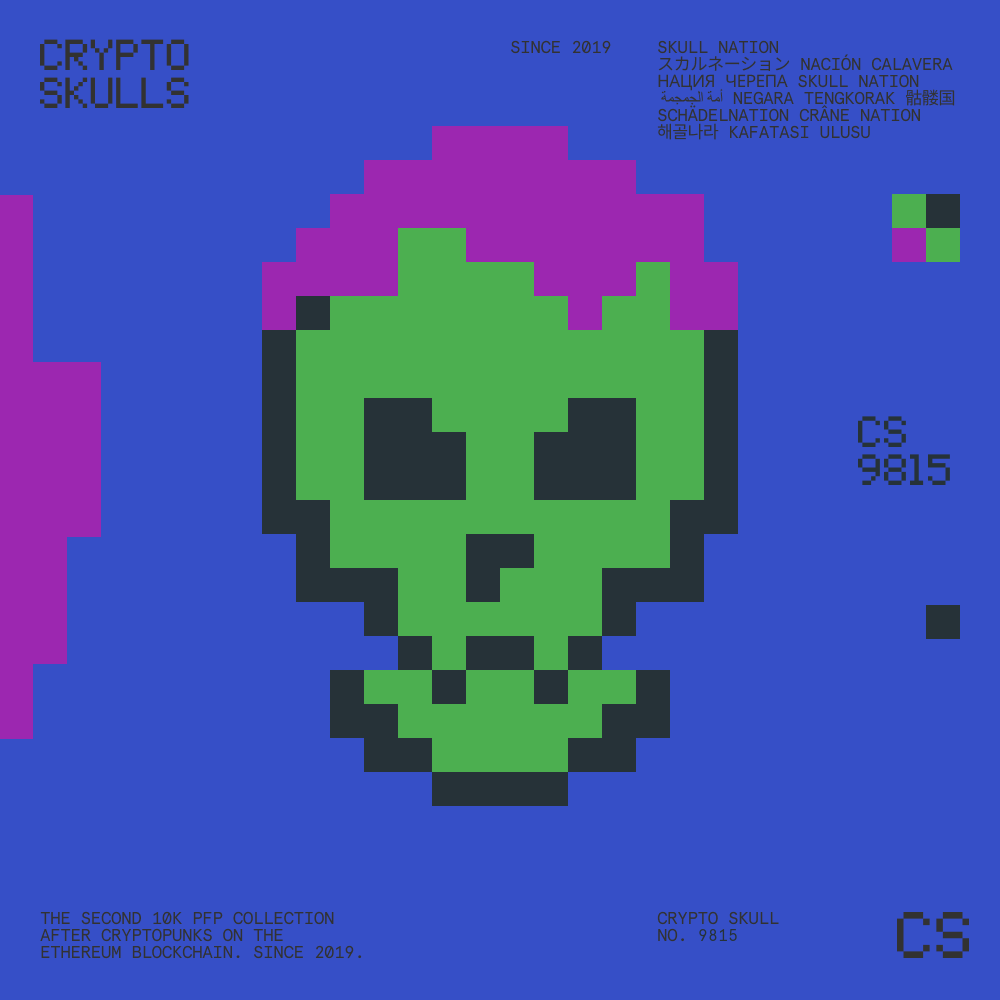 CRYPTO
SKULLS
SINCE 2019
SKULL NATION
スカルネーション NACIÓN CALAVERA
НАЦИЯ ЧЕРЕПА SKULL NATION
أمة الجمجمة NEGARA TENGKORAK 骷髅国
SCHÄDELNATION CRÂNE NATION
해골나라 KAFATASI ULUSU
CS
9815
THE SECOND 10K PFP COLLECTION
AFTER CRYPTOPUNKS ON THE
ETHEREUM BLOCKCHAIN. SINCE 2019.
CRYPTO SKULL
NO. 9815
CS